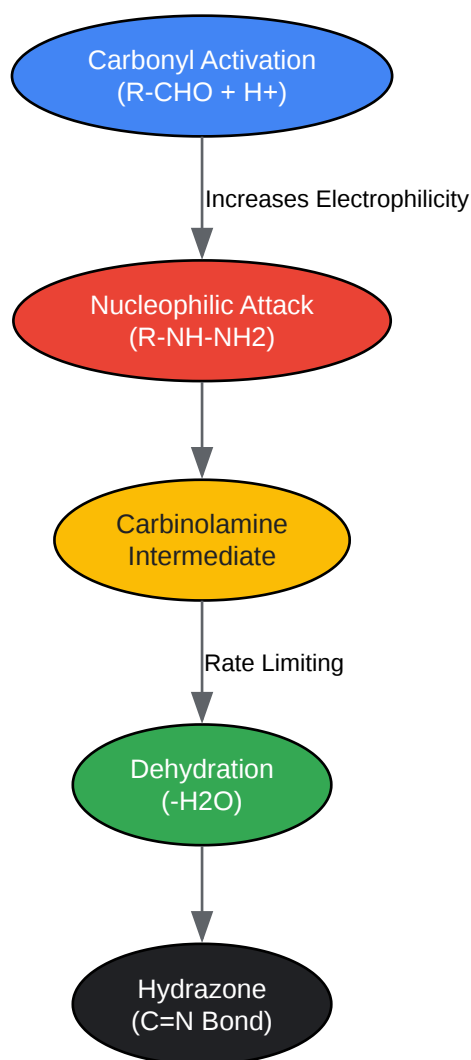 Carbonyl Activation
(R-CHO + H+)
Increases Electrophilicity
Nucleophilic Attack
(R-NH-NH2)
Carbinolamine
Intermediate
Rate Limiting
Dehydration
(-H2O)
Hydrazone
(C=N Bond)